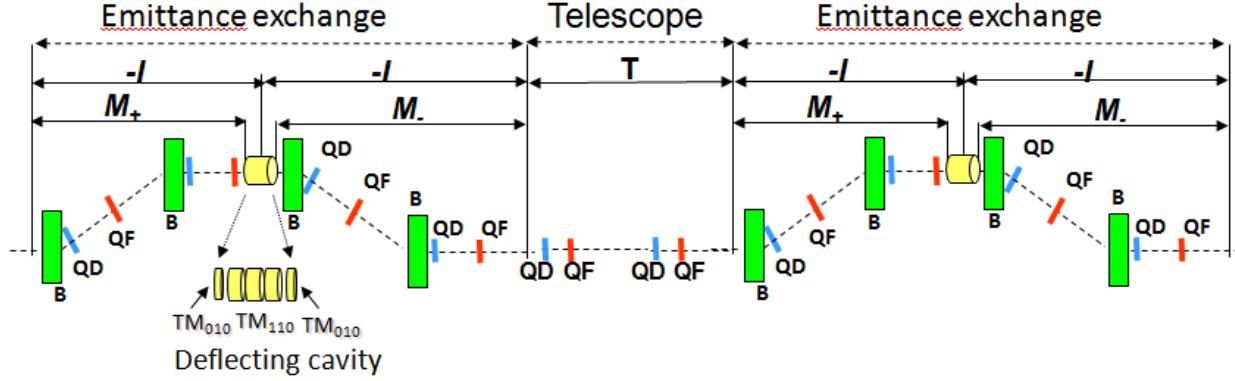 Emittance exchange Telescope Emittance exchange
-I -I T -I -I
M+ M- M+ M-
QD QD
QF B QF B
B QD QF B QD QF
QF QF
QD B QD QF QD QF QD B
B B
TM010 TM110 TM010
Deflecting cavity